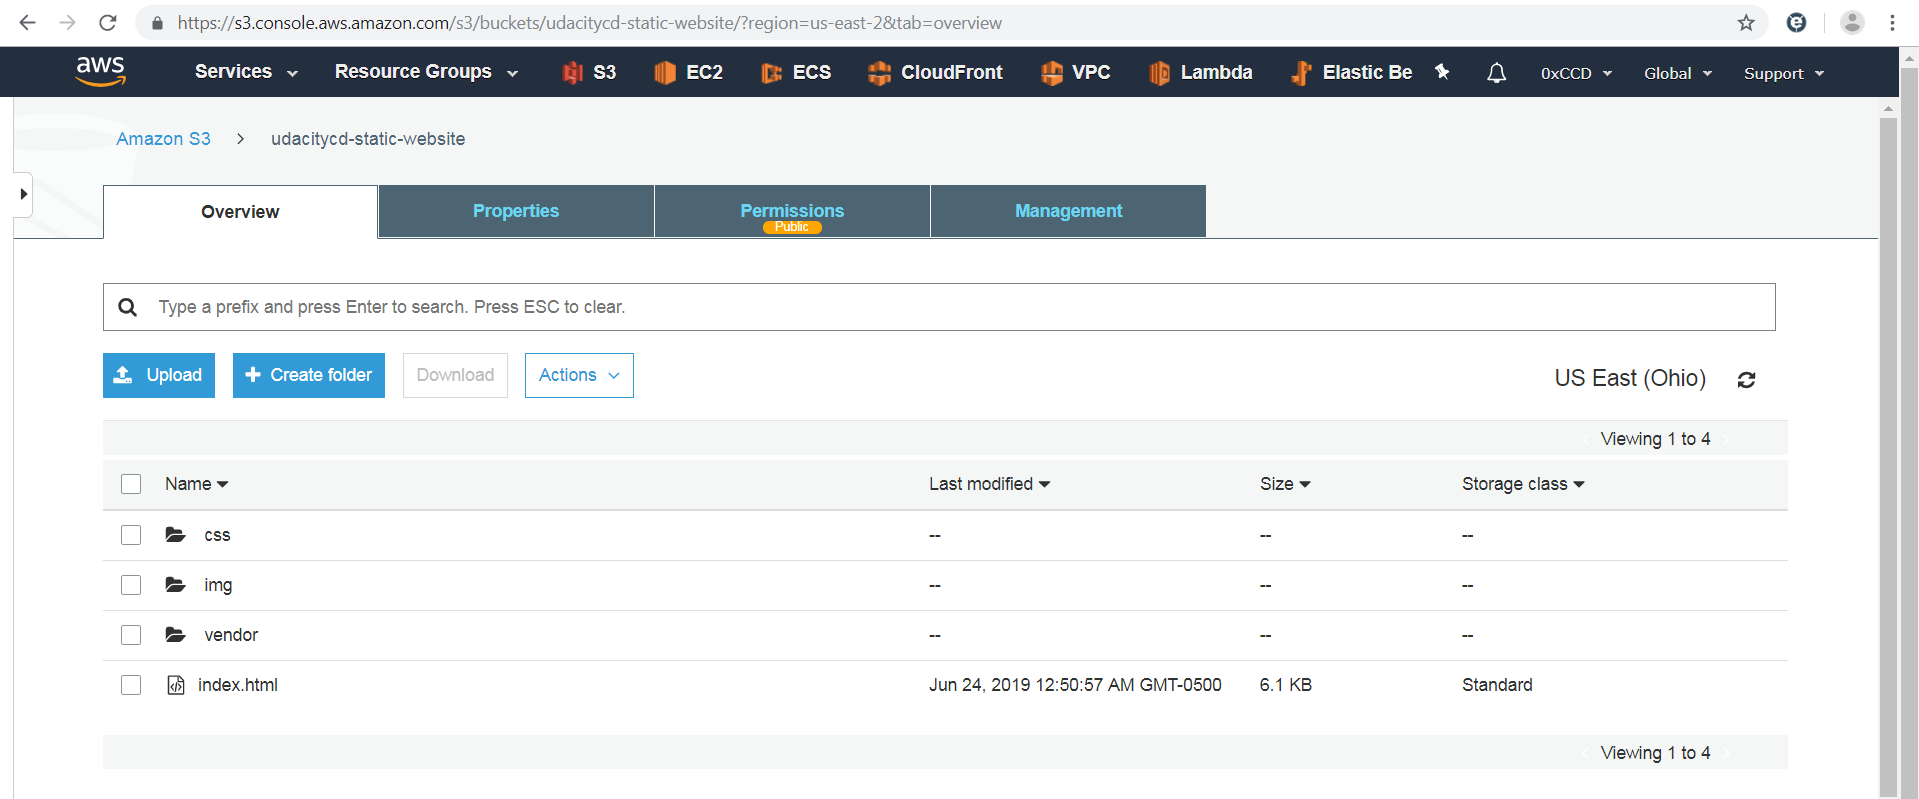 https://s3.console.aws.amazon.com/s3/buckets/udacitycd-static-website/?region=us-east-2&tab=overview
aws Services Resource Groups S3 EC2 ECS CloudFront VPC Lambda Elastic Be 0xCCD Global Support
Amazon S3 > udacitycd-static-website
Overview Properties Permissions Management
Public
Type a prefix and press Enter to search. Press ESC to clear.
Upload + Create folder Download Actions US East (Ohio)
Viewing 1 to 4
Name Last modified Size Storage class
css -- -- --
img -- -- --
vendor -- -- --
index.html Jun 24, 2019 12:50:57 AM GMT-0500 6.1 KB Standard
Viewing 1 to 4